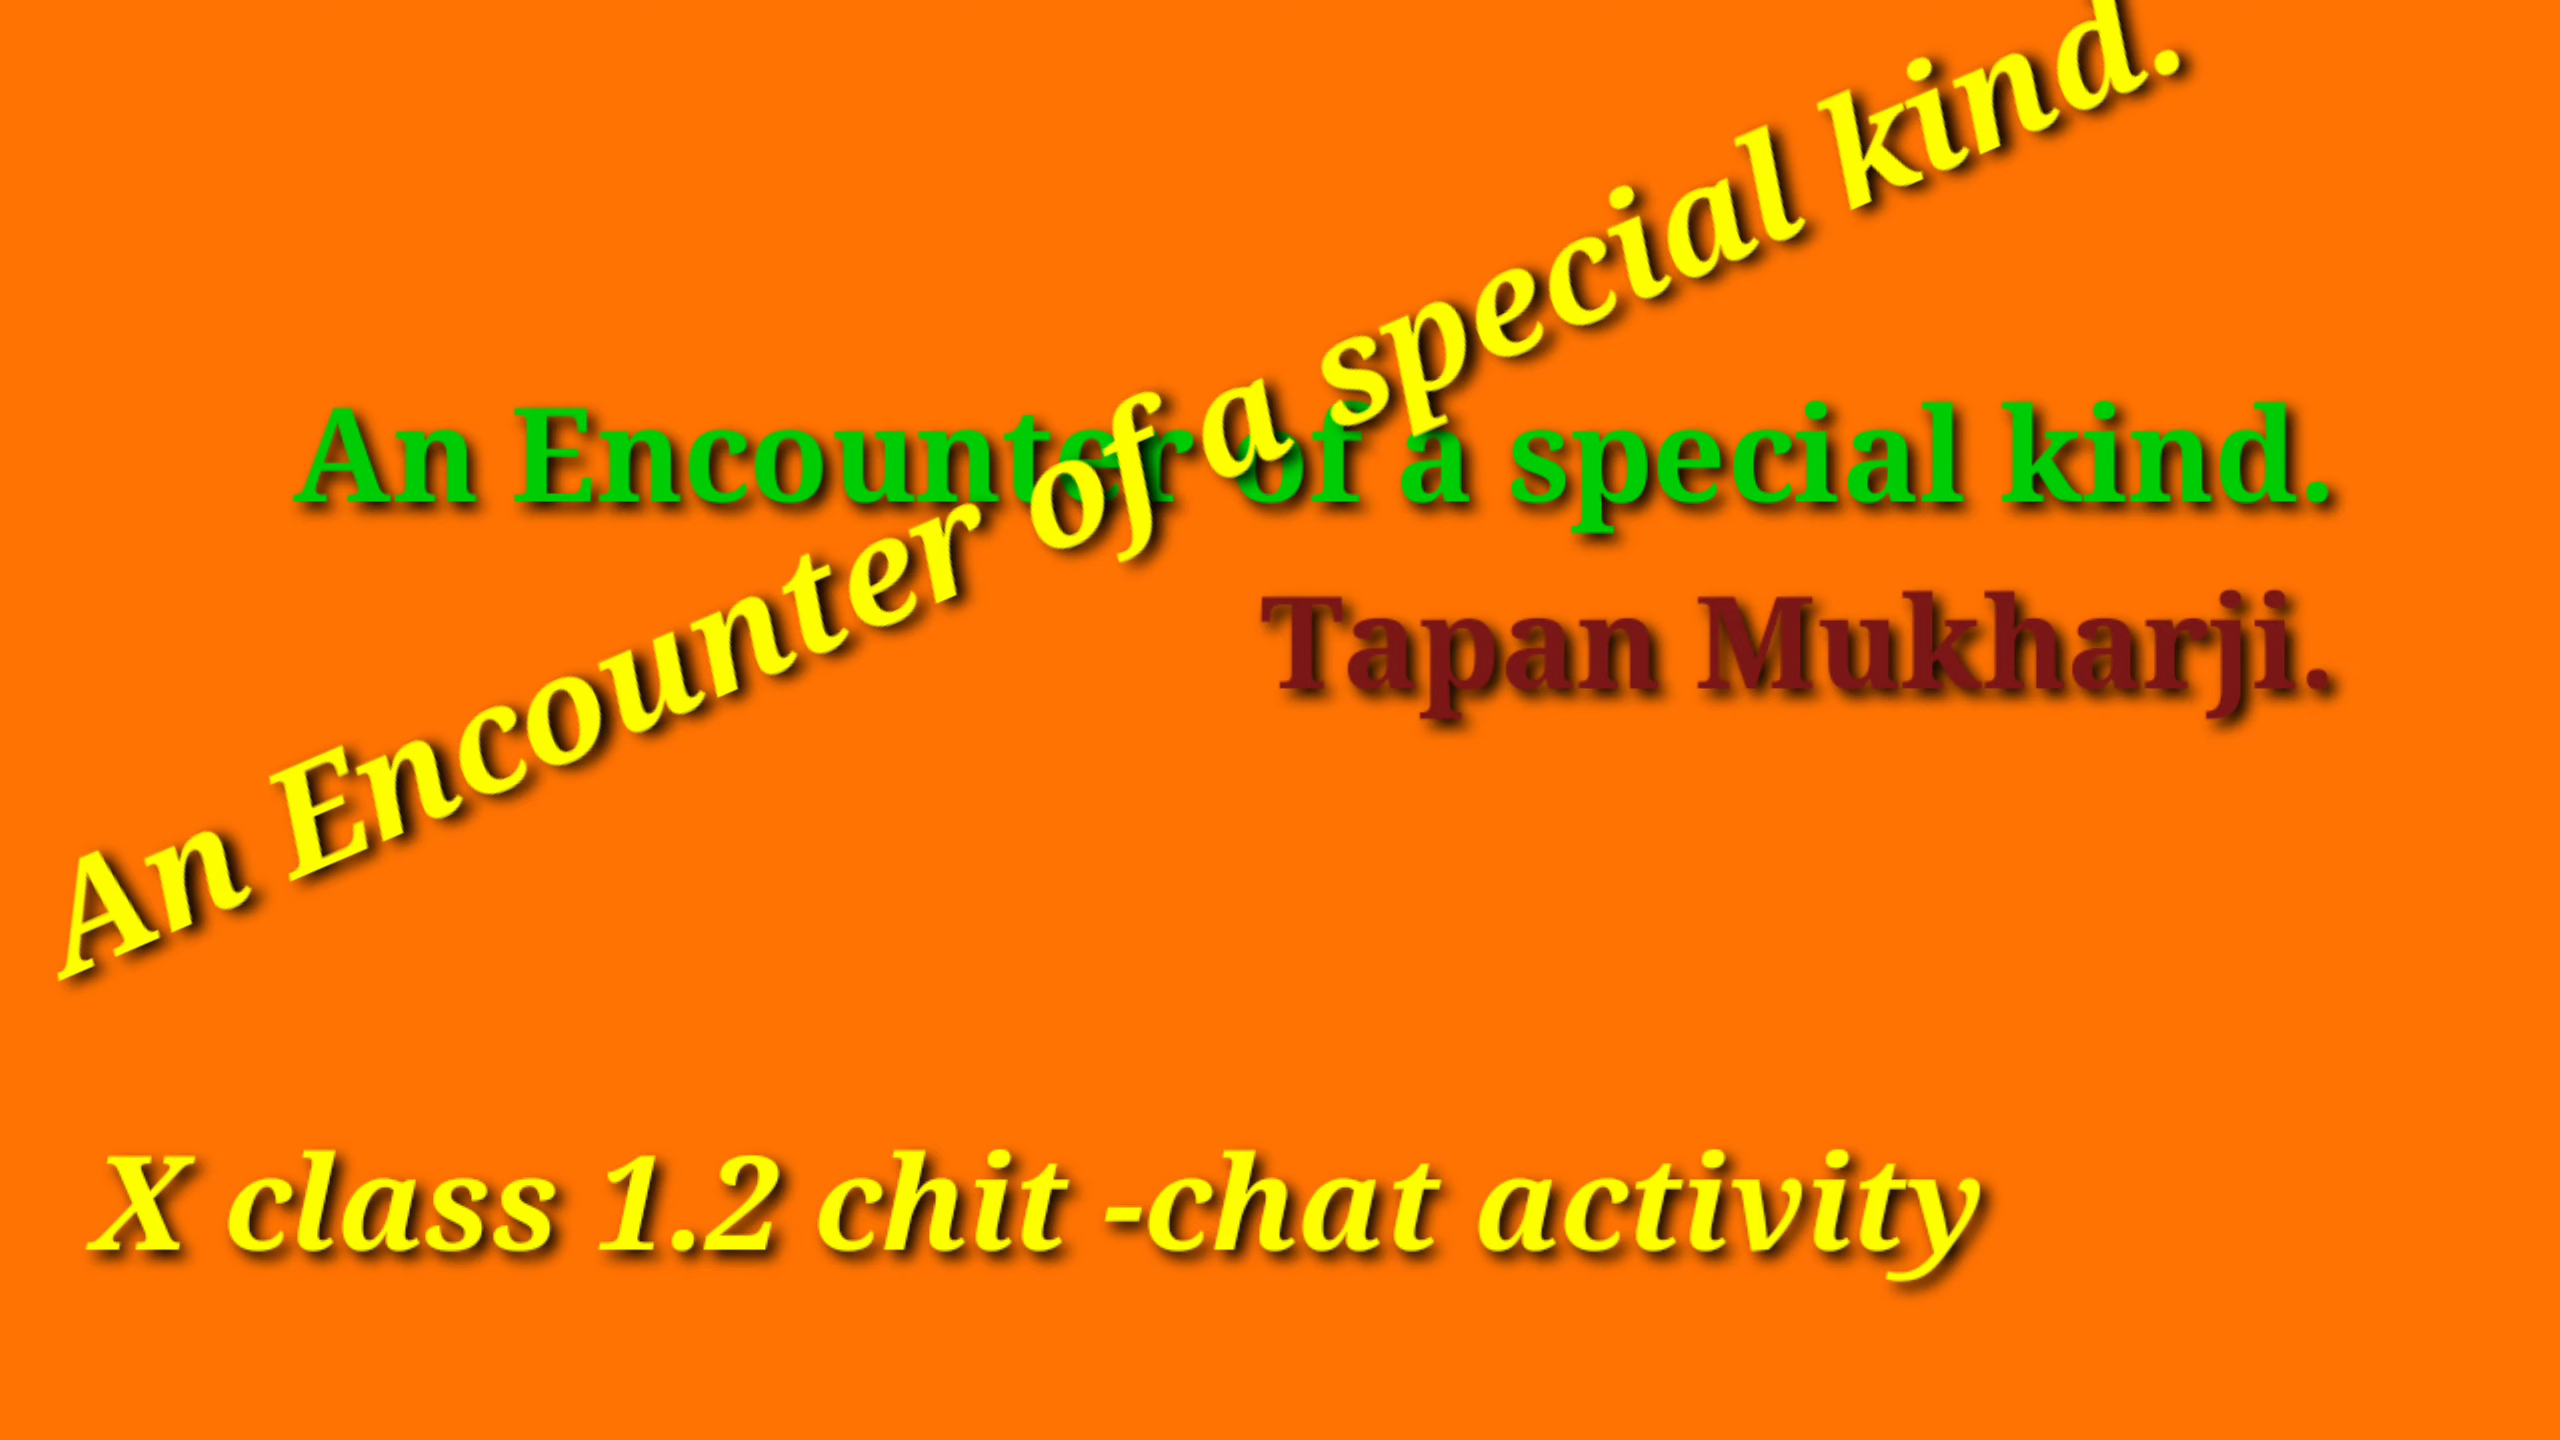 An Encounter of a special kind.
An Encounter of a special kind.
Tapan Mukharji.
X class 1.2 chit -chat activity